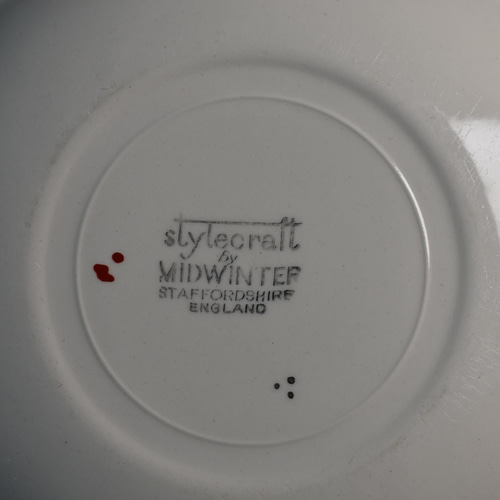 stylecraft
by
MIDWINTER
STAFFORDSHIRE
ENGLAND